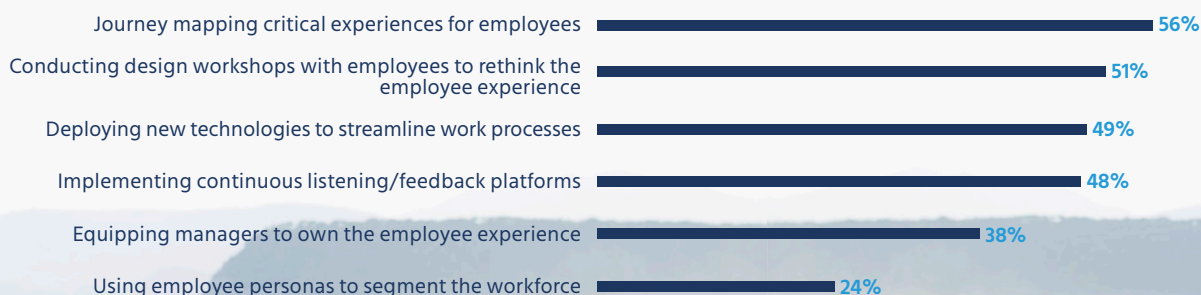 Journey mapping critical experiences for employees 56%
Conducting design workshops with employees to rethink the
employee experience 51%
Deploying new technologies to streamline work processes 49%
Implementing continuous listening/feedback platforms 48%
Equipping managers to own the employee experience 38%
Using employee personas to segment the workforce 24%